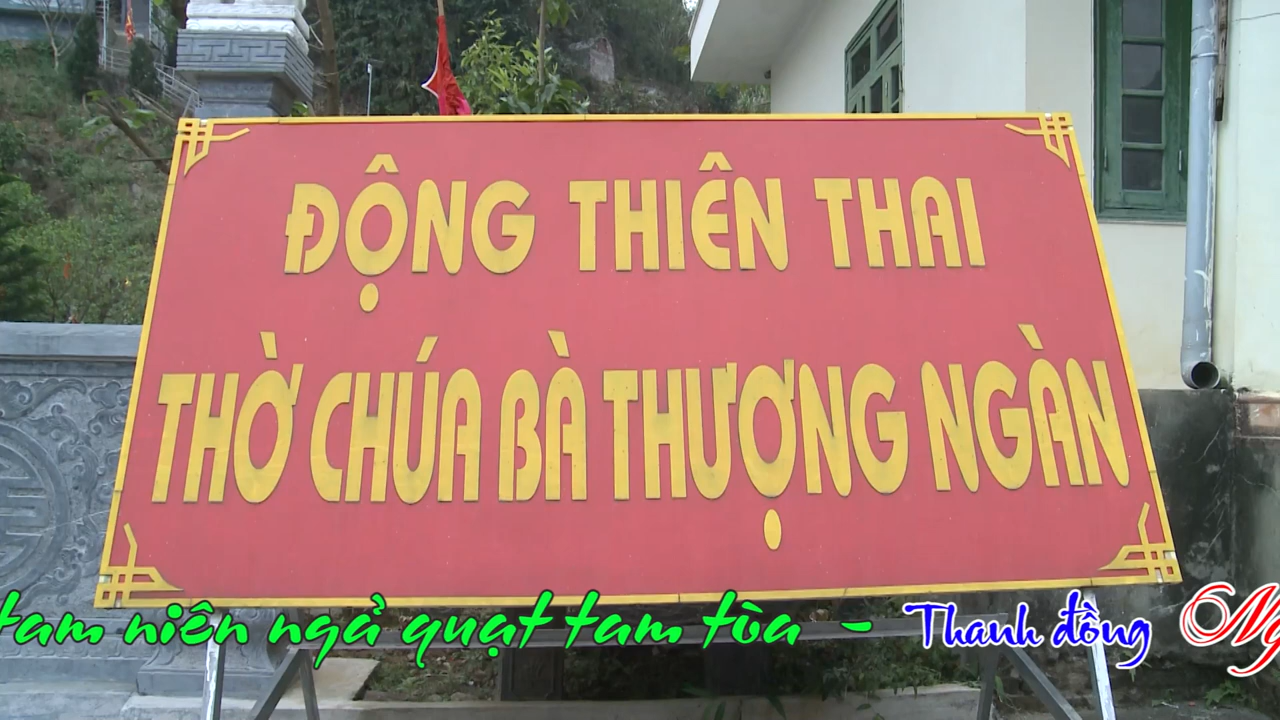 ĐỘNG THIÊN THAI
THỜ CHÚA BÀ THƯỢNG NGÀN
tam niên ngả quạt tam tòa - Thanh đồng